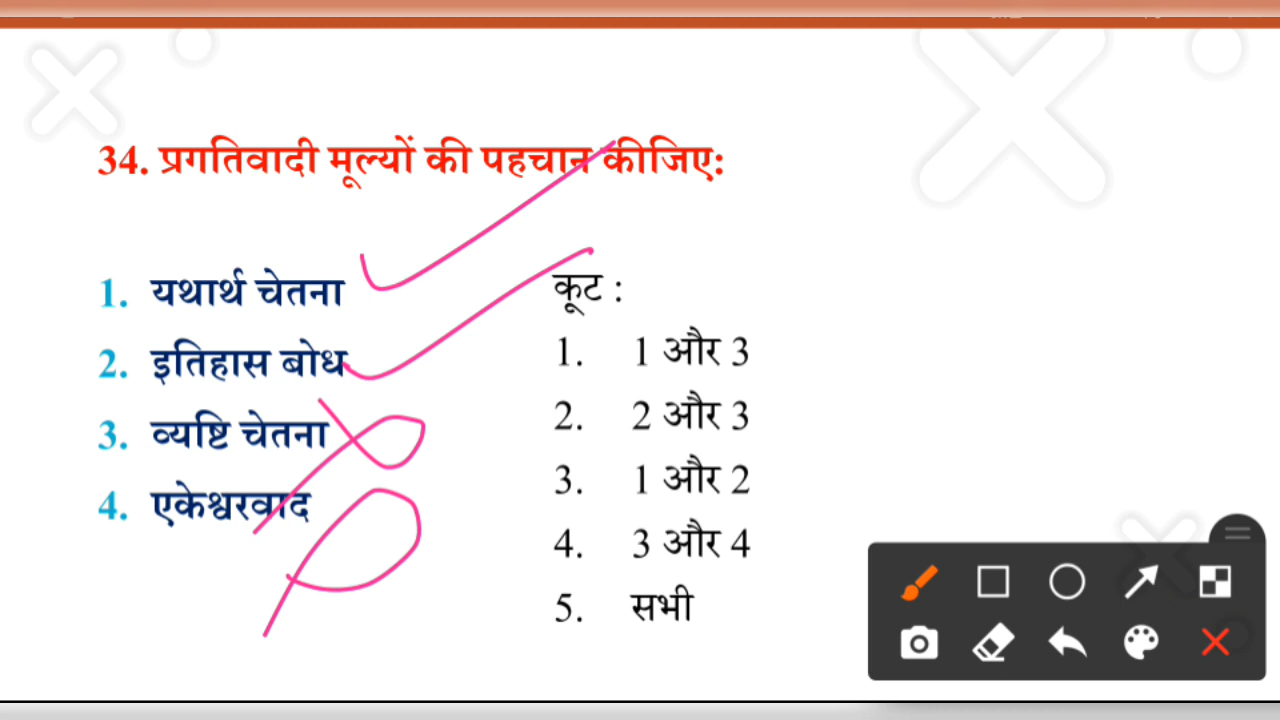 34. प्रगतिवादी मूल्यों की पहचान कीजिए:
1. यथार्थ चेतना
2. इतिहास बोध
3. व्यष्टि चेतना
4. एकेश्वरवाद
कूट :
1. 1 और 3
2. 2 और 3
3. 1 और 2
4. 3 और 4
5. सभी